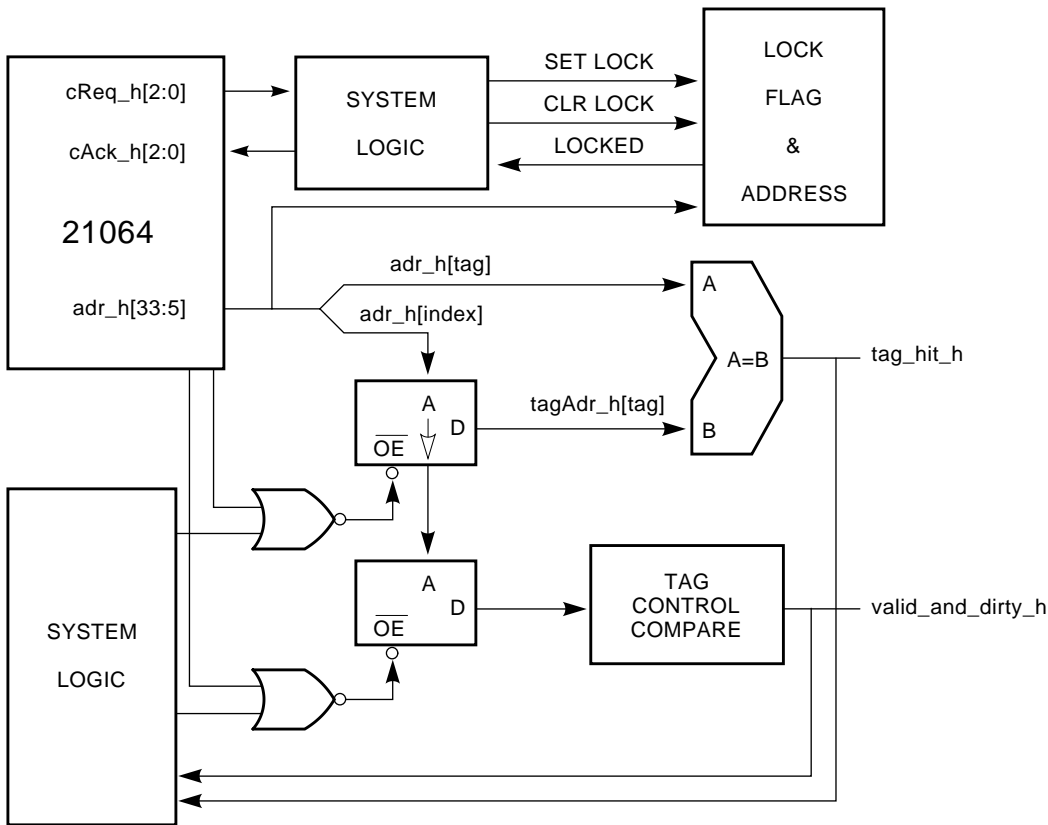 cReq_h[2:0]
cAck_h[2:0]
21064
adr_h[33:5]
SYSTEM
LOGIC
SET LOCK
CLR LOCK
LOCKED
LOCK
FLAG
&
ADDRESS
adr_h[tag]
adr_h[index]
A
D
OE
tagAdr_h[tag]
A
A=B
B
tag_hit_h
A
D
OE
TAG
CONTROL
COMPARE
valid_and_dirty_h
SYSTEM
LOGIC